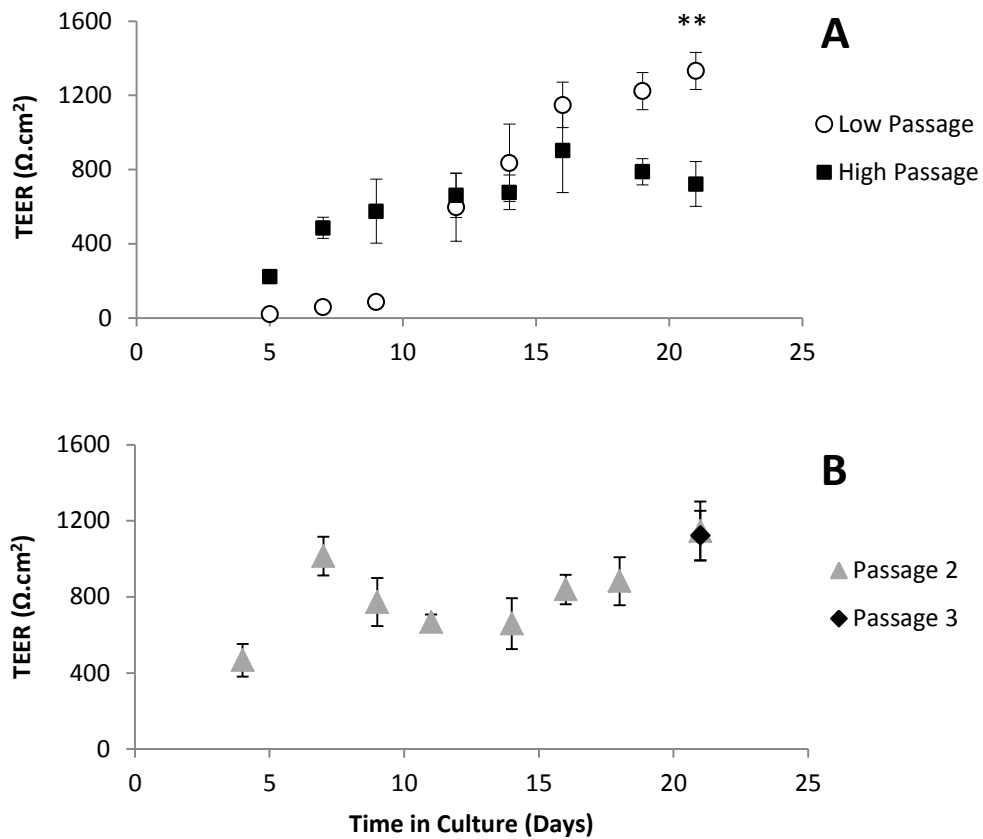 1600
1200
800
400
0
TEER (Ω.cm²)
**
A
Low Passage
High Passage
0 5 10 15 20 25
1600
1200
800
400
0
TEER (Ω.cm²)
B
Passage 2
Passage 3
0 5 10 15 20 25
Time in Culture (Days)